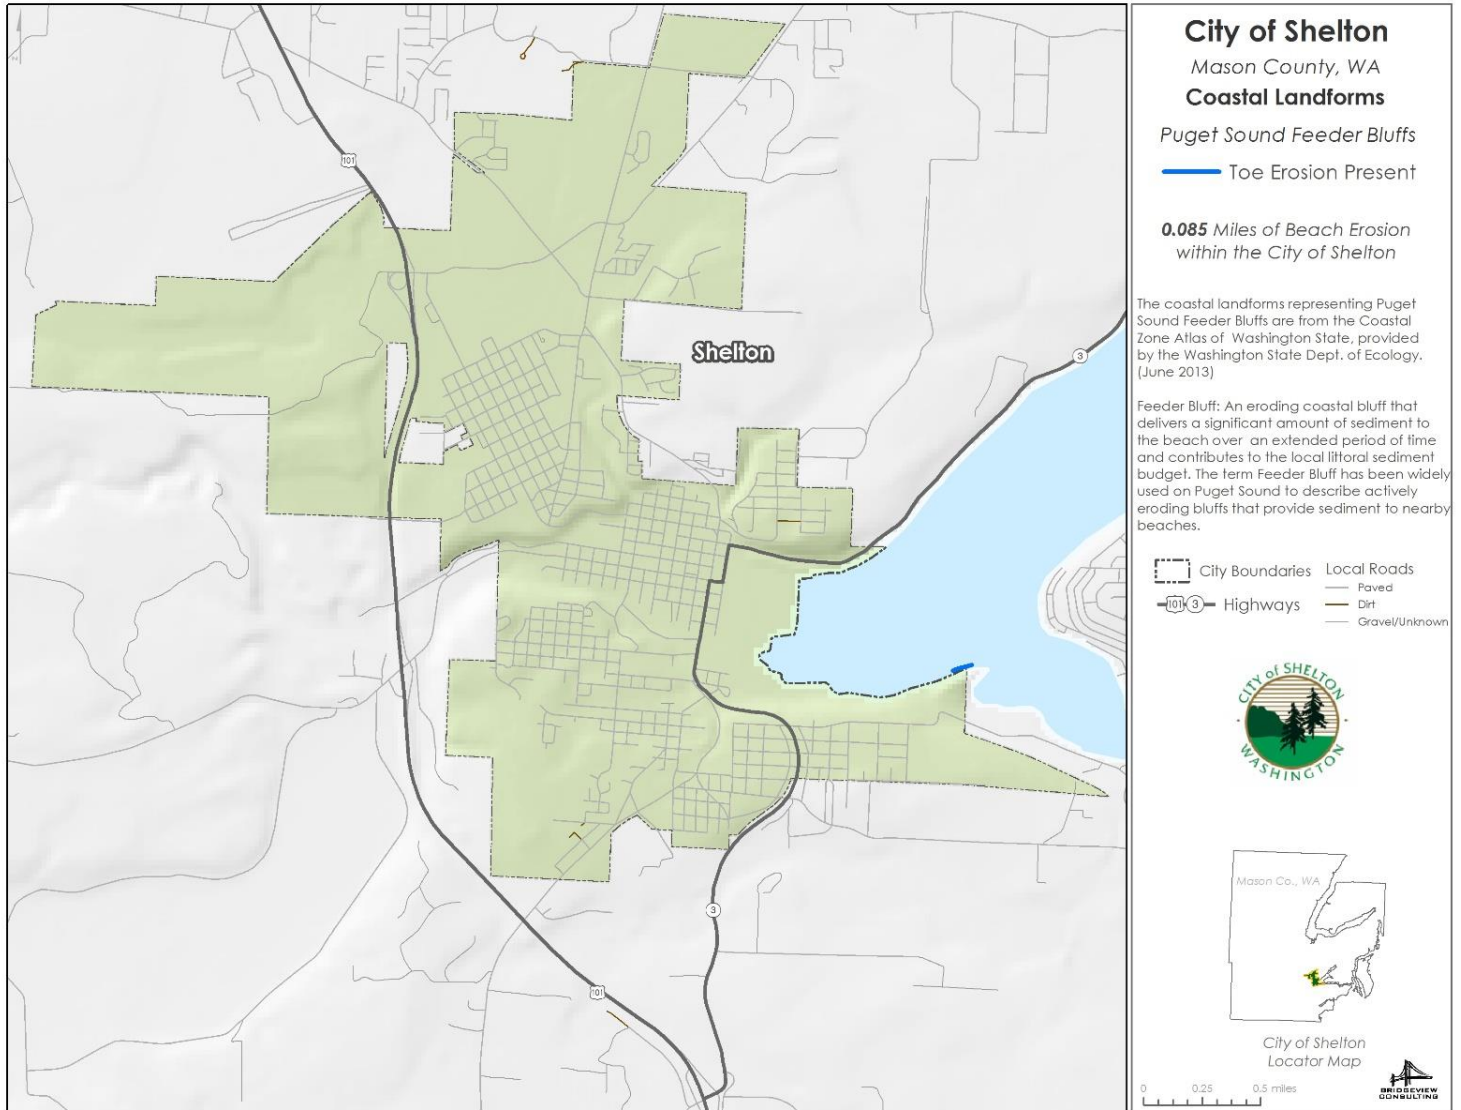 City of Shelton
Mason County, WA
Coastal Landforms
Puget Sound Feeder Bluffs
Toe Erosion Present
0.085 Miles of Beach Erosion
within the City of Shelton
The coastal landforms representing Puget
Sound Feeder Bluffs are from the Coastal
Zone Atlas of Washington State, provided
by the Washington State Dept. of Ecology.
(June 2013)
Feeder Bluff: An eroding coastal bluff that
delivers a significant amount of sediment to
the beach over an extended period of time
and contributes to the local littoral sediment
budget. The term Feeder Bluff has been widely
used on Puget Sound to describe actively
eroding bluffs that provide sediment to nearby
beaches.
City Boundaries
101 3 Highways
Local Roads
Paved
Dirt
Gravel/Unknown
CITY of SHELTON
WASHINGTON
Mason Co., WA
City of Shelton
Locator Map
0 0.25 0.5 miles
BRIDGEVIEW
CONSULTING
101
Shelton
3
3
101